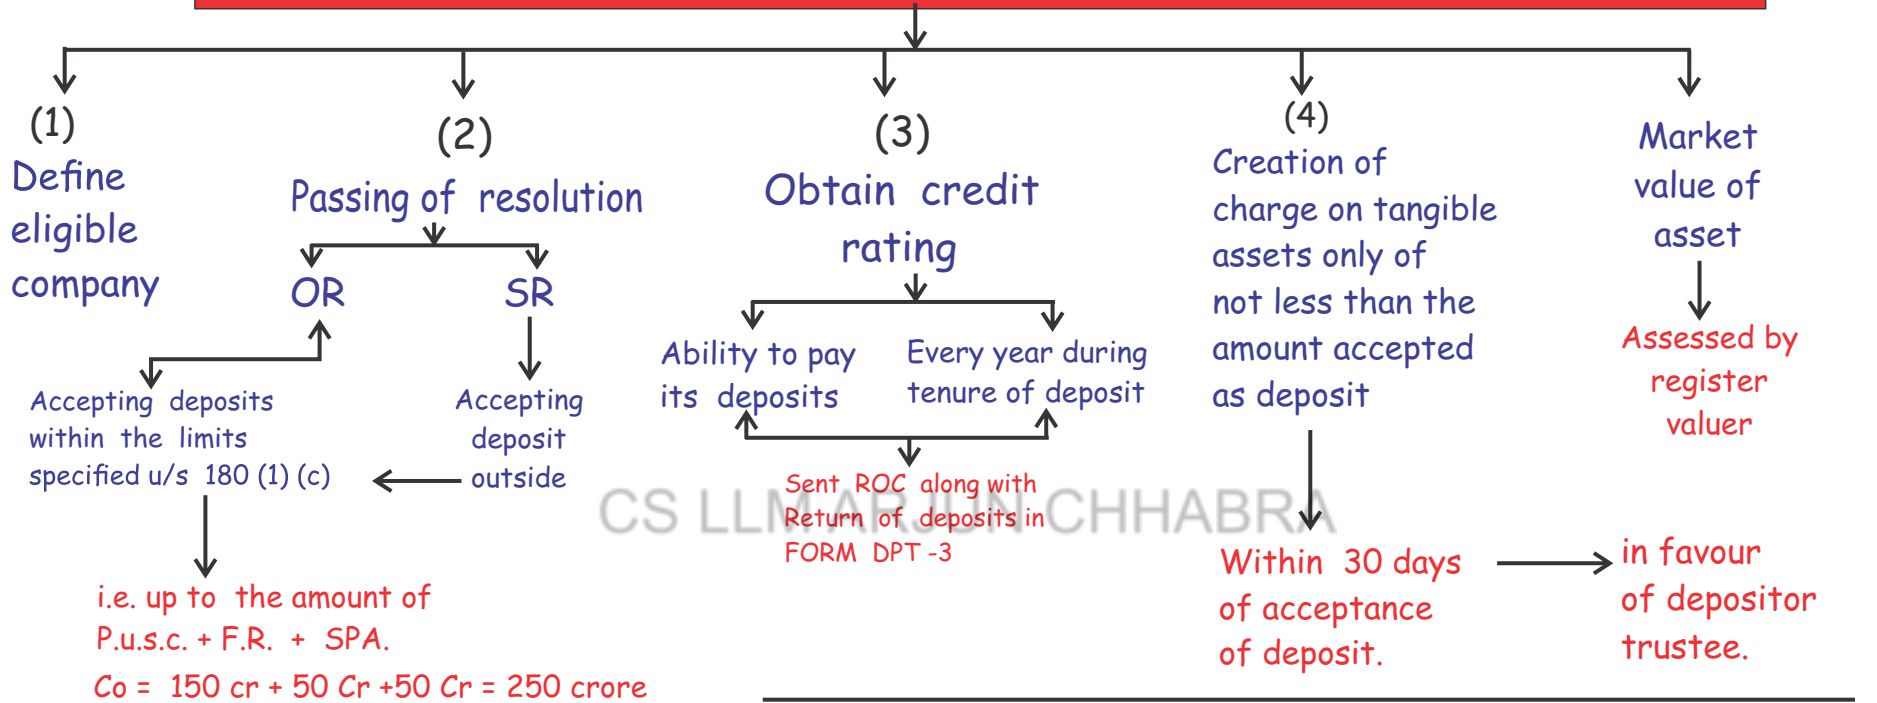 (1)
Define
eligible
company
(2)
Passing of resolution
OR
SR
Accepting deposits
within the limits
specified u/s 180 (1) (c)
Accepting
deposit
outside
i.e. up to the amount of
P.u.s.c. + F.R. + SPA.
Co = 150 cr + 50 Cr +50 Cr = 250 crore
(3)
Obtain credit
rating
Ability to pay
its deposits
Every year during
tenure of deposit
Sent ROC along with
Return of deposits in
FORM DPT -3
CS LLM ARJUN CHHABRA
(4)
Creation of
charge on tangible
assets only of
not less than the
amount accepted
as deposit
Within 30 days
of acceptance
of deposit.
in favour
of depositor
trustee.
Market
value of
asset
Assessed by
register
valuer